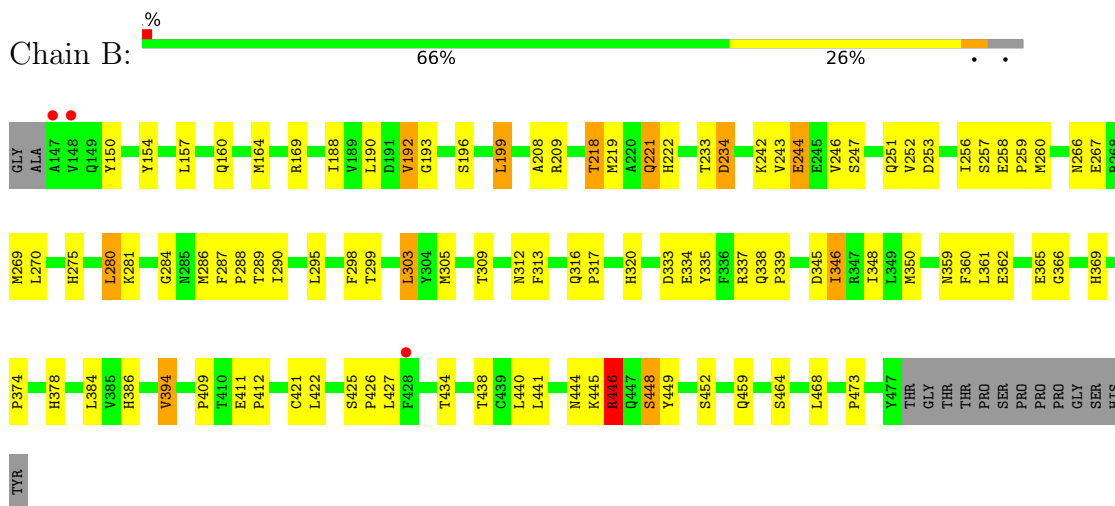 %
Chain B:
66% 26% • •
GLY ALA A147 V148 Q149 Y150 Y154 L157 Q160 M164 R169 I188 V189 L190 D191 V192 G193 S196 L199 A208 R209 T218 M219 A220 Q221 H222 T233 D234 K242 V243 E244 E245 V246 S247 Q251 V252 D253 I256 S257 E258 P259 M260 N266 E267 R268
M269 L270 H275 L280 K281 G284 N285 M286 F287 P288 T289 I290 L295 F298 T299 L303 Y304 M305 T309 N312 F313 Q316 P317 H320 D333 E334 Y335 F336 R337 Q338 P339 D345 I346 R347 I348 L349 M350 N359 F360 L361 E362 E365 G366 H369
P374 H378 L384 V385 H386 V394 P409 T410 E411 P412 C421 L422 S425 P426 L427 F428 T434 T438 C439 L440 L441 N444 K445 R446 Q447 S448 Y449 S452 Q459 S464 L468 P473 Y477 THR GLY THR THR PRO SER PRO PRO PRO GLY SER HIS
TYR